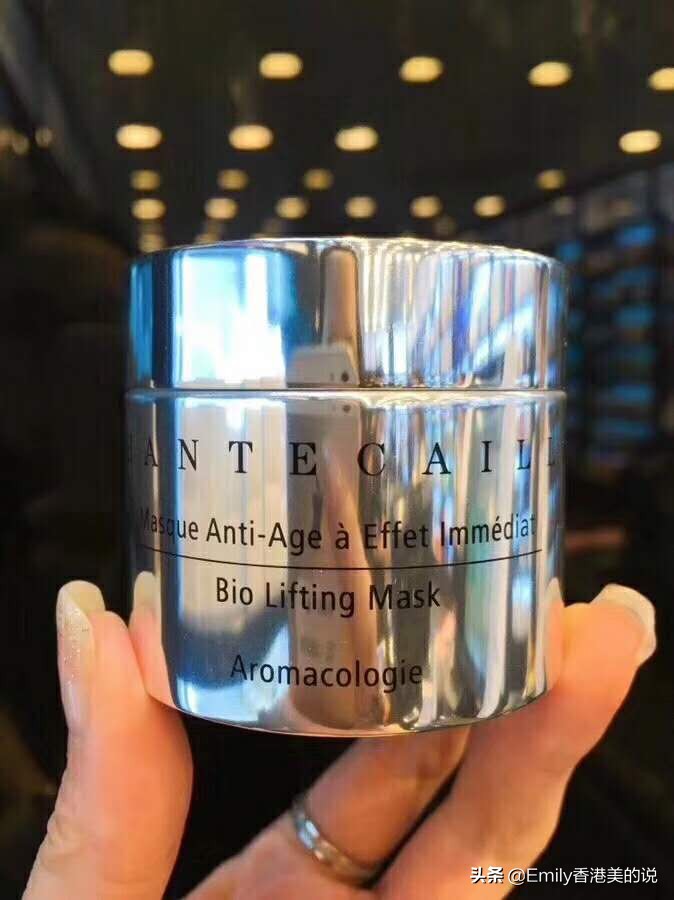 HANTECAILL
Masque Anti-Age à Effet Immédiat
Bio Lifting Mask
Aromacologie
头条 @Emily香港美的说